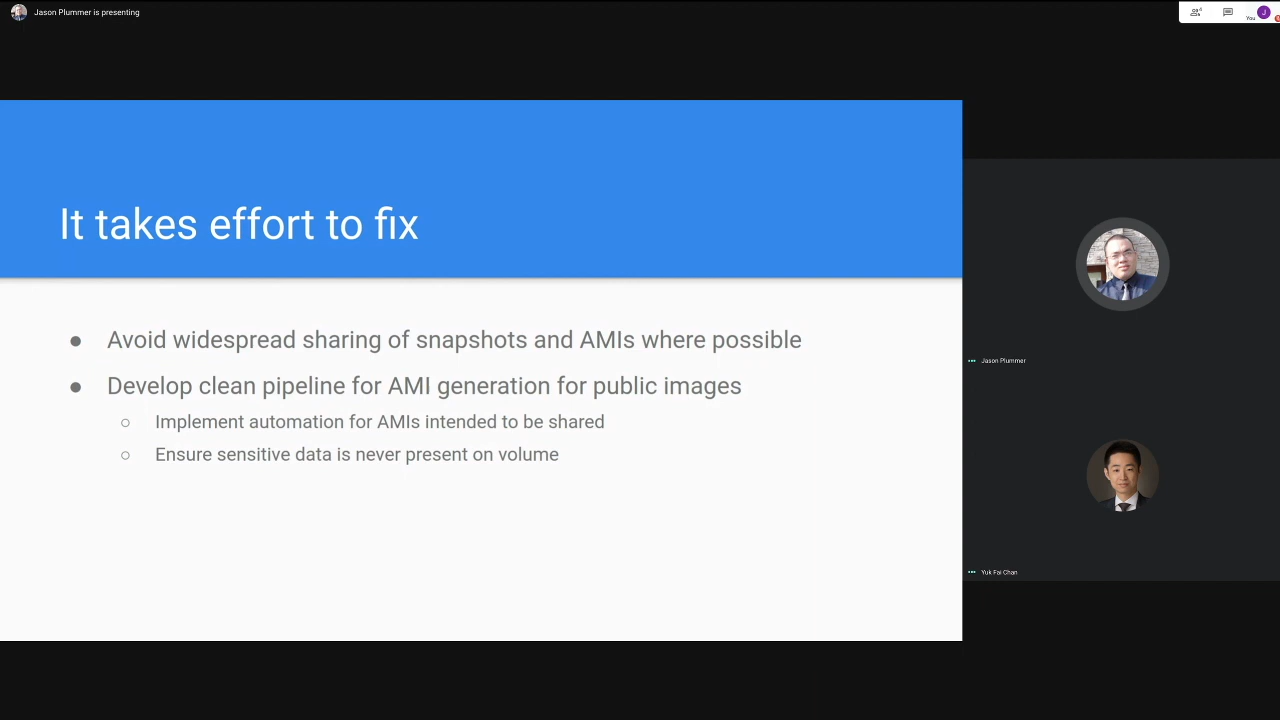 Jason Plummer is presenting
4
You
J
It takes effort to fix
● Avoid widespread sharing of snapshots and AMIs where possible
● Develop clean pipeline for AMI generation for public images
○ Implement automation for AMIs intended to be shared
○ Ensure sensitive data is never present on volume
Jason Plummer
Yuk Fai Chan